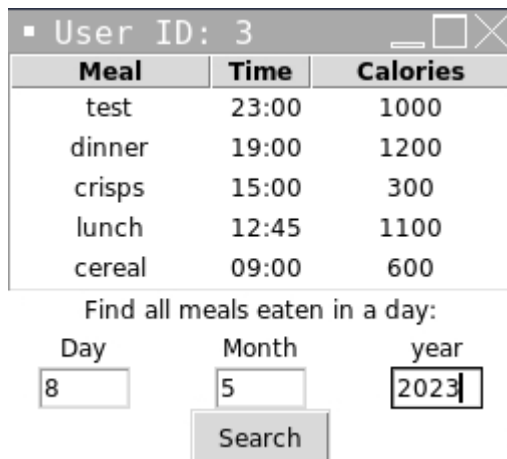 User ID: 3
Meal Time Calories
test 23:00 1000
dinner 19:00 1200
crisps 15:00 300
lunch 12:45 1100
cereal 09:00 600
Find all meals eaten in a day:
Day Month year
8 5 2023
Search